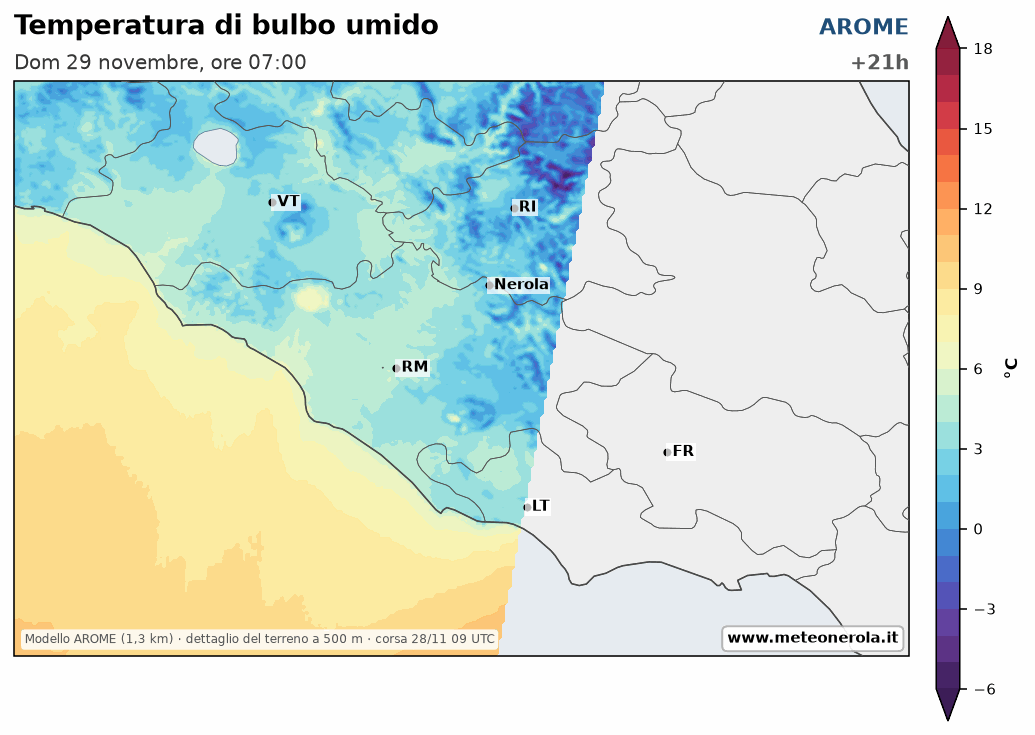 Temperatura di bulbo umido
AROME
Dom 29 novembre, ore 07:00
+21h
VT
RI
Nerola
RM
FR
LT
Modello AROME (1,3 km) · dettaglio del terreno a 500 m · corsa 28/11 09 UTC
www.meteonerola.it
18
15
12
9
6
3
0
−3
−6
°C